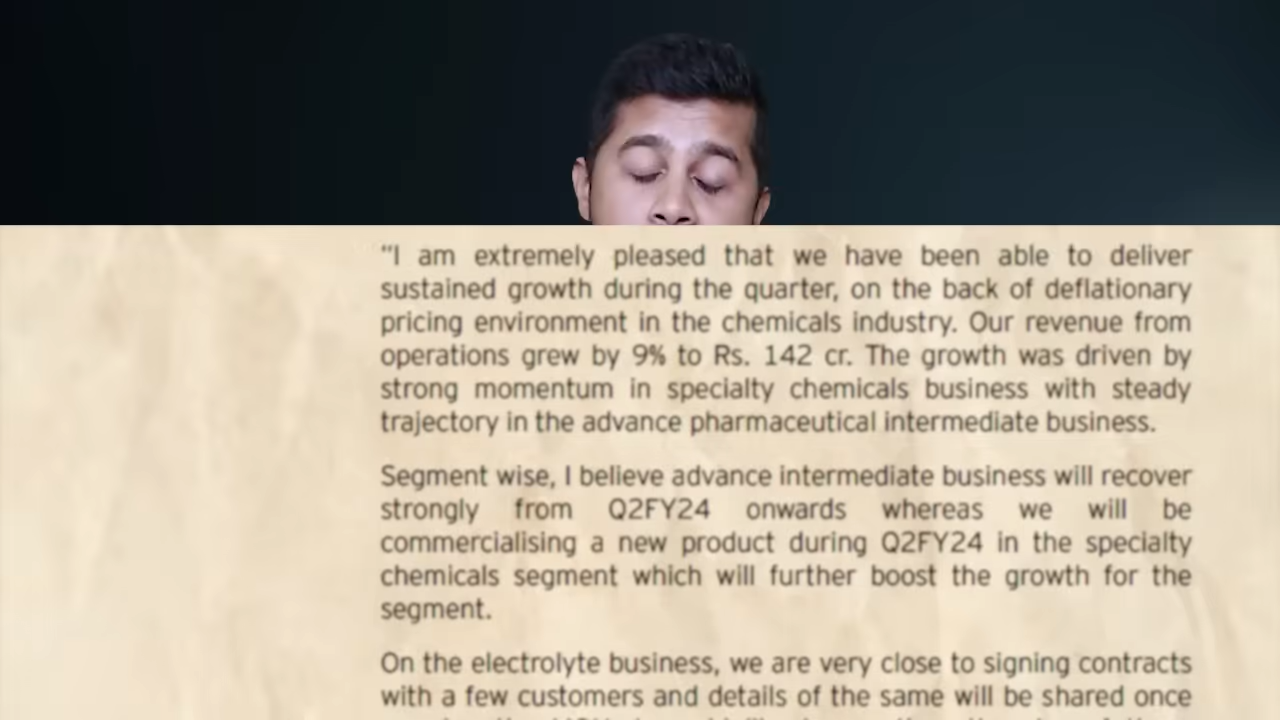 “I am extremely pleased that we have been able to deliver
sustained growth during the quarter, on the back of deflationary
pricing environment in the chemicals industry. Our revenue from
operations grew by 9% to Rs. 142 cr. The growth was driven by
strong momentum in specialty chemicals business with steady
trajectory in the advance pharmaceutical intermediate business.
Segment wise, I believe advance intermediate business will recover
strongly from Q2FY24 onwards whereas we will be
commercialising a new product during Q2FY24 in the specialty
chemicals segment which will further boost the growth for the
segment.
On the electrolyte business, we are very close to signing contracts
with a few customers and details of the same will be shared once